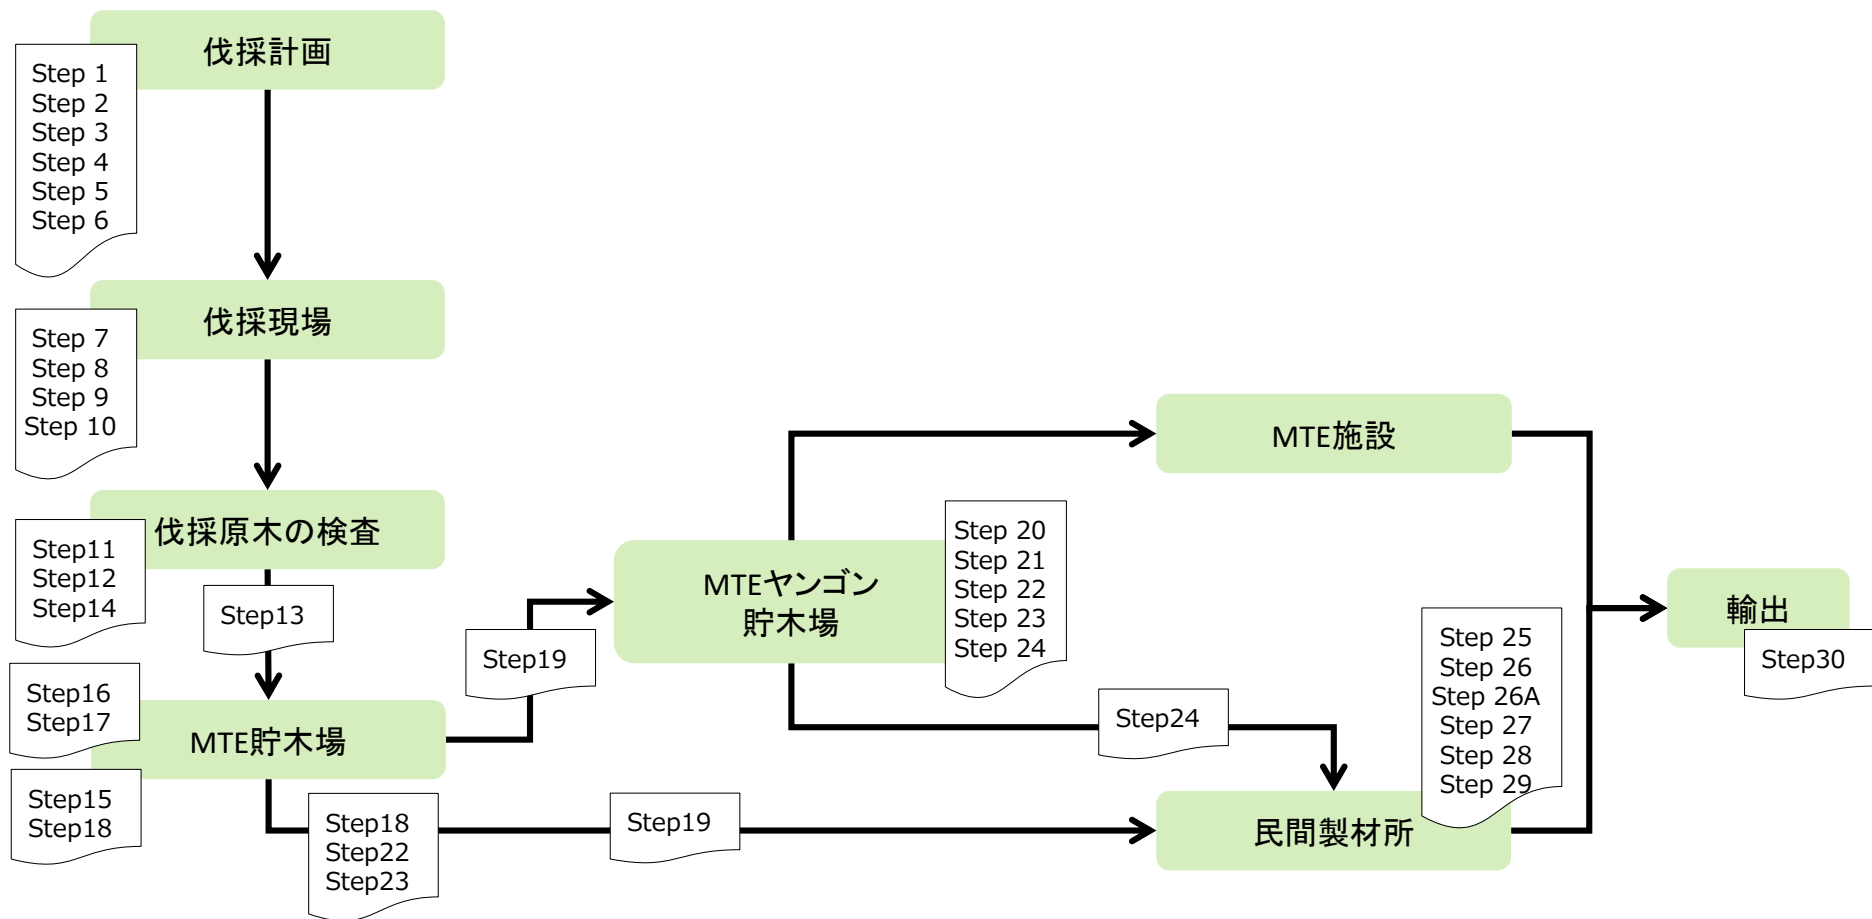 伐採計画
Step 1
Step 2
Step 3
Step 4
Step 5
Step 6
伐採現場
Step 7
Step 8
Step 9
Step 10
伐採原木の検査
Step11
Step12
Step14
Step13
Step16
Step17
MTE貯木場
Step15
Step18
Step18
Step22
Step23
Step19
Step19
MTEヤンゴン
貯木場
Step 20
Step 21
Step 22
Step 23
Step 24
Step24
MTE施設
民間製材所
Step 25
Step 26
Step 26A
Step 27
Step 28
Step 29
輸出
Step30